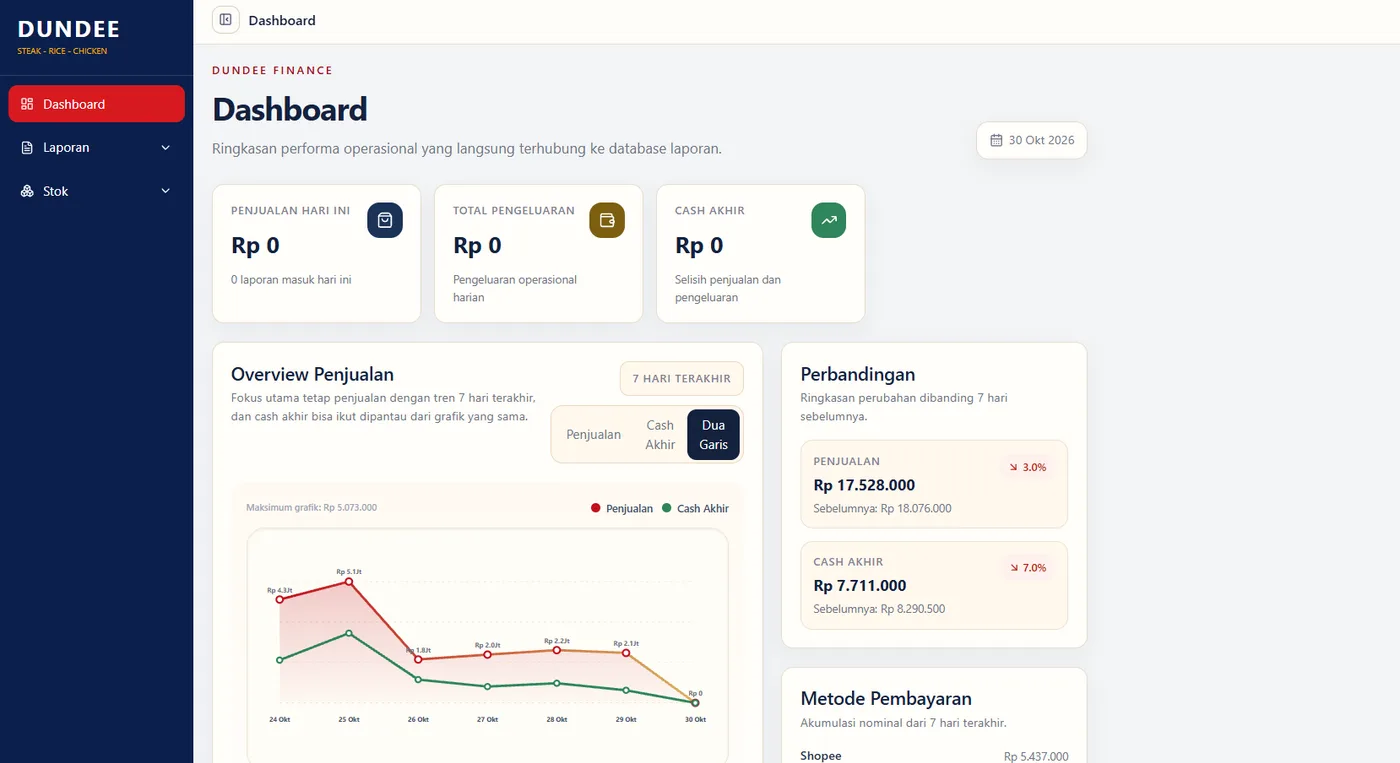 DUNDEE
STEAK - RICE - CHICKEN
Dashboard
Laporan
Stok
Dashboard
DUNDEE FINANCE
Dashboard
Ringkasan performa operasional yang langsung terhubung ke database laporan.
30 Okt 2026
PENJUALAN HARI INI
Rp 0
0 laporan masuk hari ini
TOTAL PENGELUARAN
Rp 0
Pengeluaran operasional
harian
CASH AKHIR
Rp 0
Selisih penjualan dan
pengeluaran
Overview Penjualan
Fokus utama tetap penjualan dengan tren 7 hari terakhir,
dan cash akhir bisa ikut dipantau dari grafik yang sama.
7 HARI TERAKHIR
Penjualan
Cash
Akhir
Dua
Garis
Maksimum grafik: Rp 5.073.000
Penjualan
Cash Akhir
Rp 4.3Jt
Rp 5.1Jt
Rp 1.8Jt
Rp 2.0Jt
Rp 2.2Jt
Rp 2.1Jt
Rp 0
24 Okt
25 Okt
26 Okt
27 Okt
28 Okt
29 Okt
30 Okt
Perbandingan
Ringkasan perubahan dibanding 7 hari
sebelumnya.
PENJUALAN
3.0%
Rp 17.528.000
Sebelumnya: Rp 18.076.000
CASH AKHIR
7.0%
Rp 7.711.000
Sebelumnya: Rp 8.290.500
Metode Pembayaran
Akumulasi nominal dari 7 hari terakhir.
Shopee
Rp 5.437.000